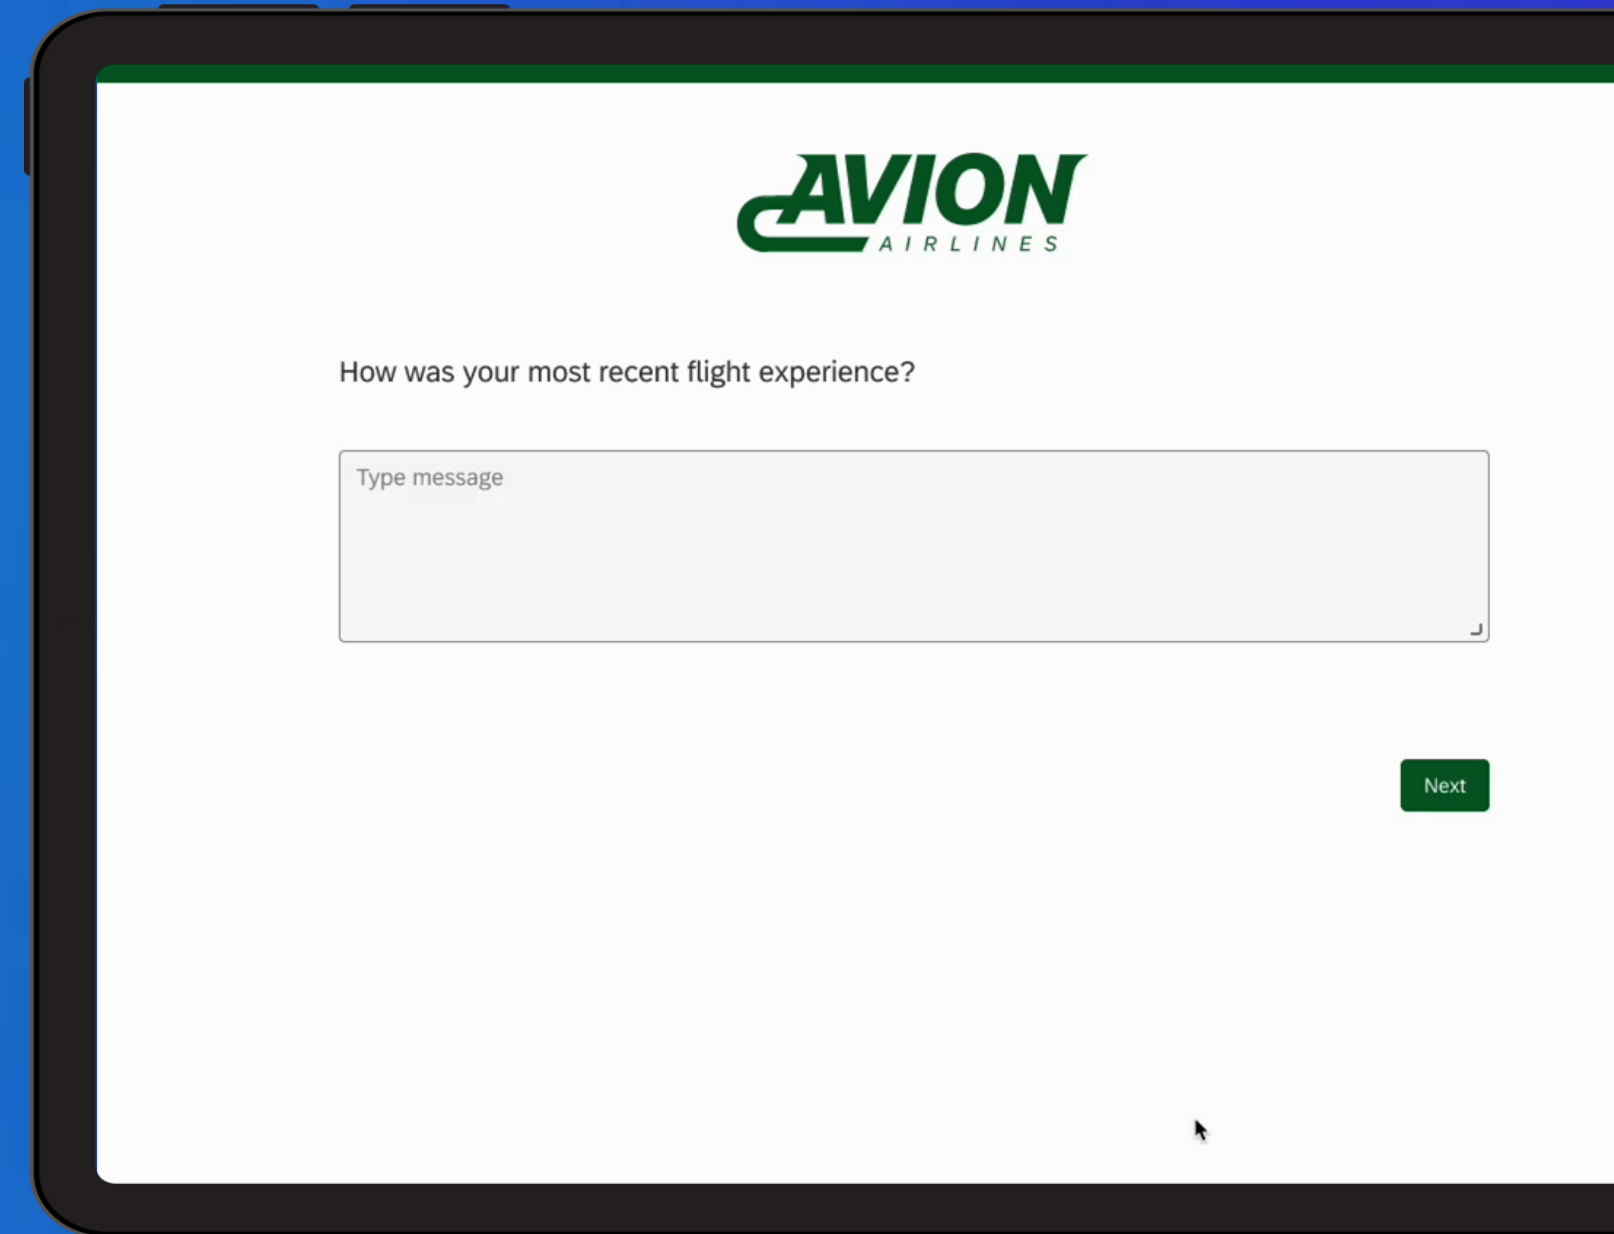 AVION
AIRLINES
How was your most recent flight experience?
Type message
Next